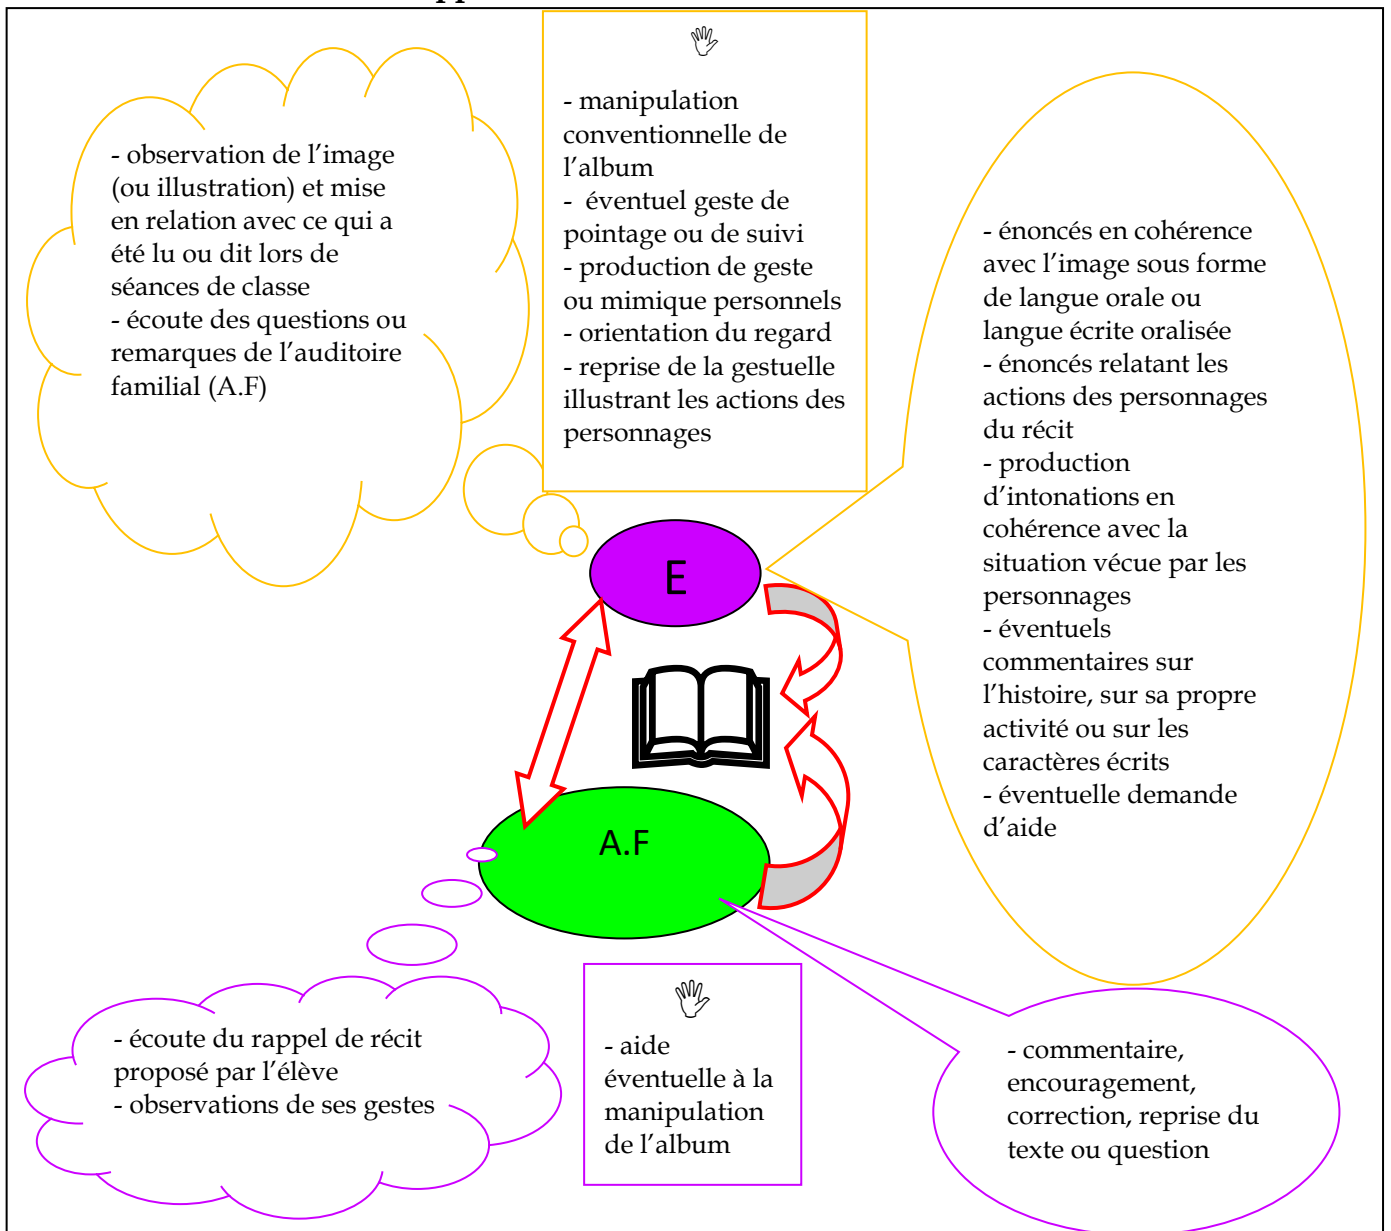 - observation de l’image
(ou illustration) et mise
en relation avec ce qui a
été lu ou dit lors de
séances de classe
- écoute des questions ou
remarques de l’auditoire
familial (A.F)
- manipulation
conventionnelle de
l’album
- éventuel geste de
pointage ou de suivi
- production de geste
ou mimique personnels
- orientation du regard
- reprise de la gestuelle
illustrant les actions des
personnages
- énoncés en cohérence
avec l’image sous forme
de langue orale ou
langue écrite oralisée
- énoncés relatant les
actions des personnages
du récit
- production
d’intonations en
cohérence avec la
situation vécue par les
personnages
- éventuels
commentaires sur
l’histoire, sur sa propre
activité ou sur les
caractères écrits
- éventuelle demande
d’aide
E
A.F
- écoute du rappel de récit
proposé par l’élève
- observations de ses gestes
- aide
éventuelle à la
manipulation
de l’album
- commentaire,
encouragement,
correction, reprise du
texte ou question